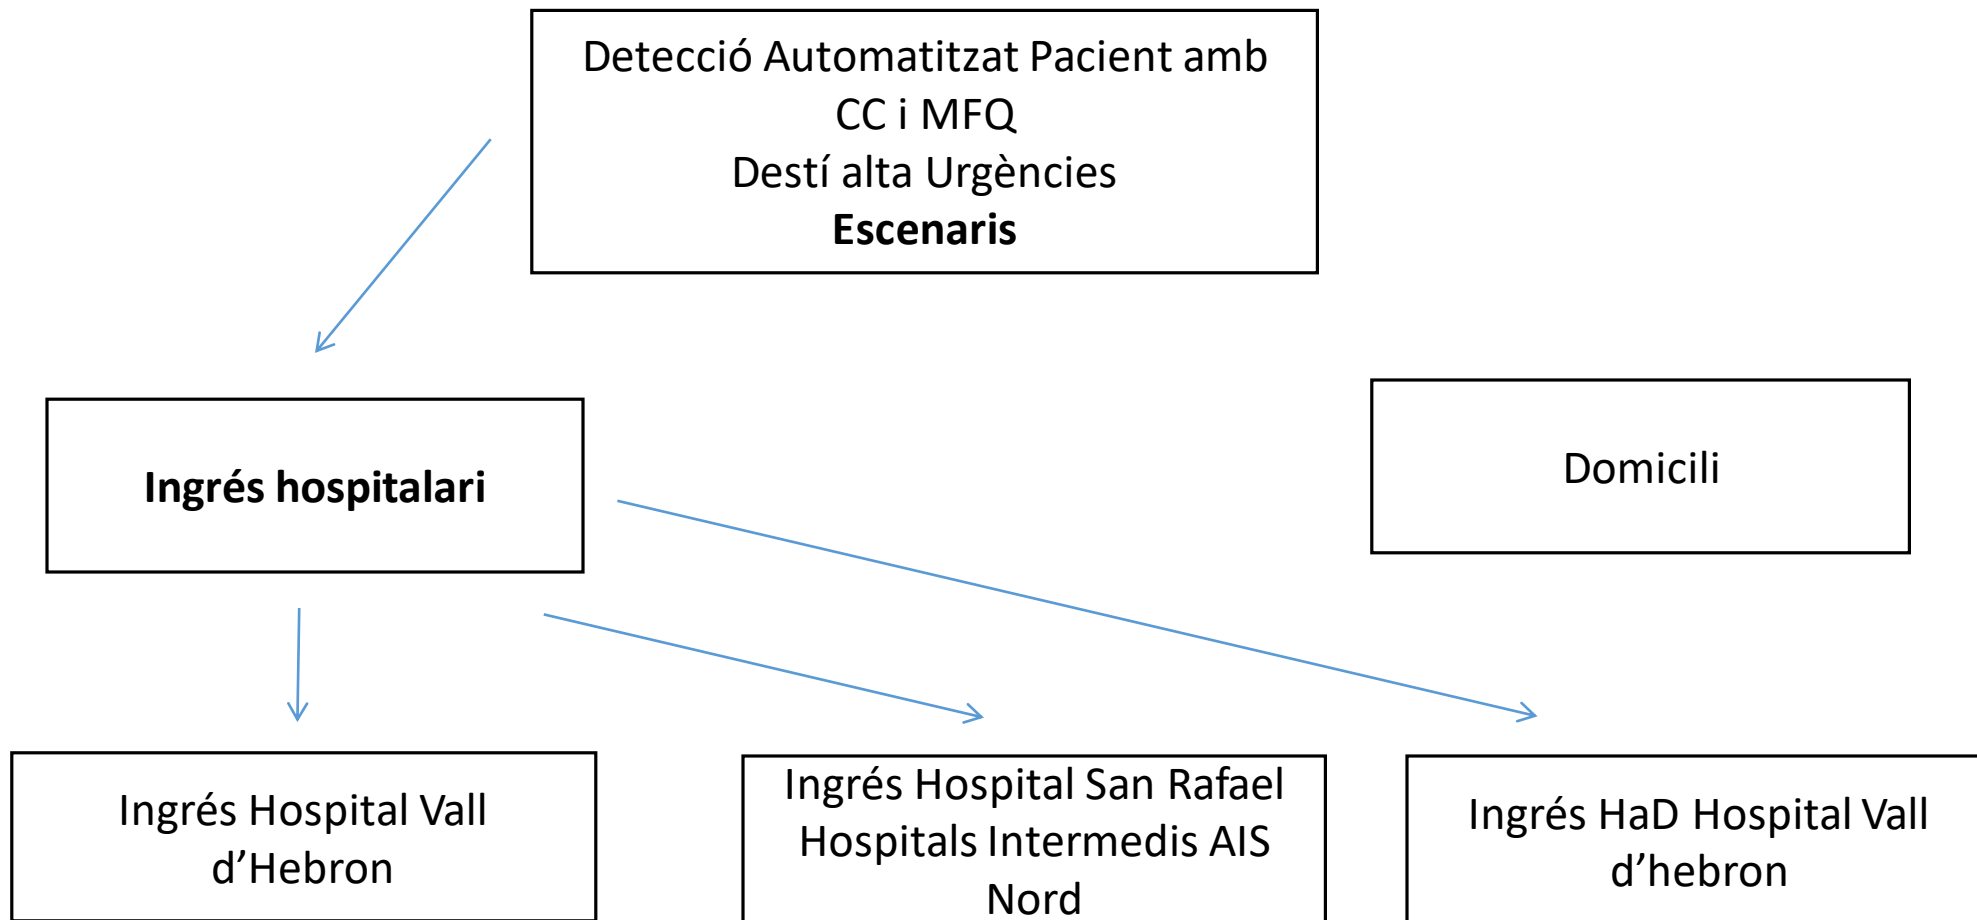 Detecció Automatitzat Pacient amb
CC i MFQ
Destí alta Urgències
Escenaris
Ingrés hospitalari
Domicili
Ingrés Hospital Vall
d’Hebron
Ingrés Hospital San Rafael
Hospitals Intermedis AIS
Nord
Ingrés HaD Hospital Vall
d’hebron